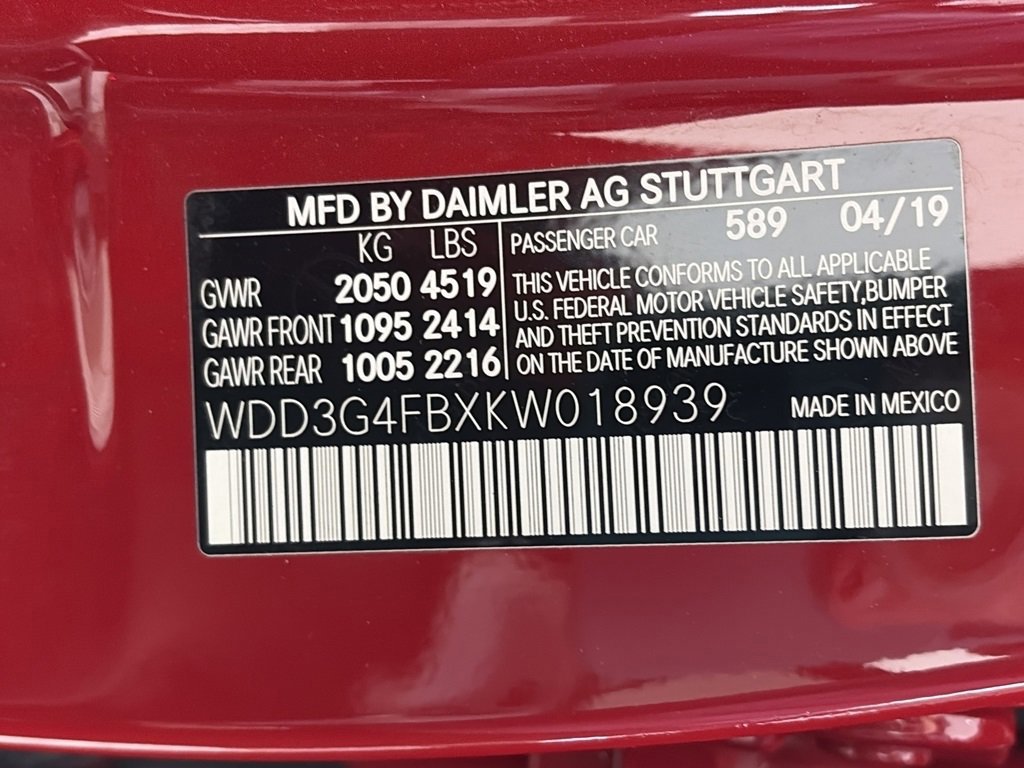 MFD BY DAIMLER AG STUTTGART
KG LBS
GVWR 2050 4519
GAWR FRONT 1095 2414
GAWR REAR 1005 2216
PASSENGER CAR 589 04/19
THIS VEHICLE CONFORMS TO ALL APPLICABLE
U.S. FEDERAL MOTOR VEHICLE SAFETY,BUMPER
AND THEFT PREVENTION STANDARDS IN EFFECT
ON THE DATE OF MANUFACTURE SHOWN ABOVE
WDD3G4FBXKW018939 MADE IN MEXICO